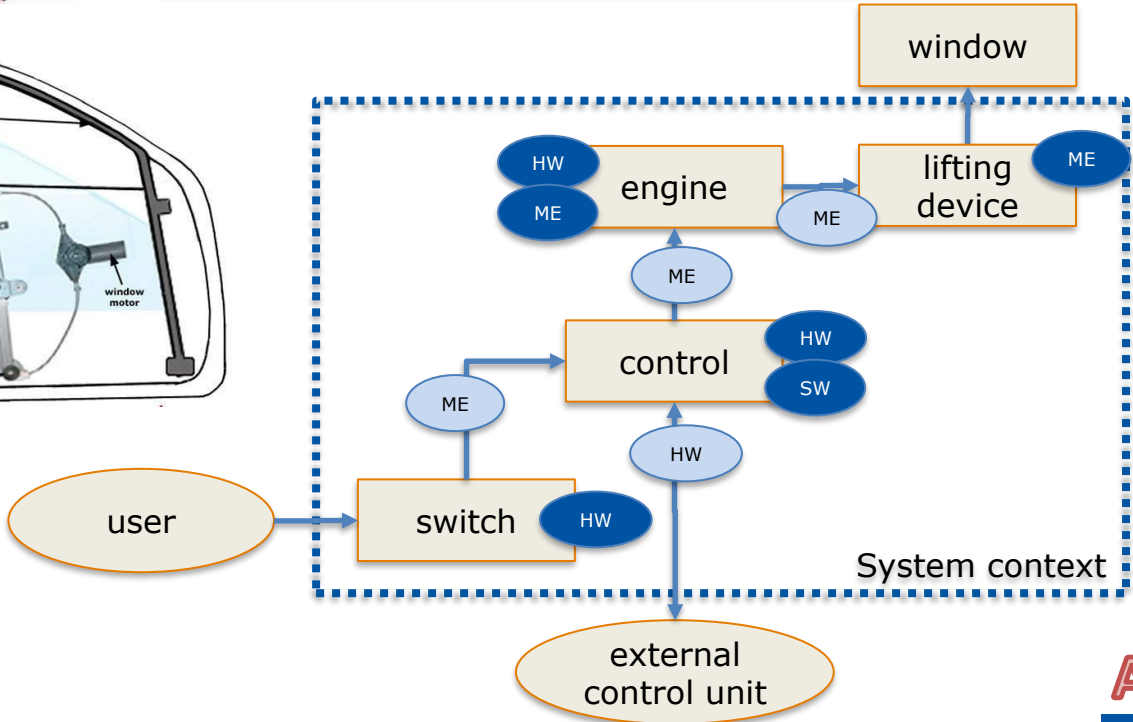 window
HW
engine
ME
lifting
device
ME
ME
window
motor
ME
control
HW
SW
ME
HW
user
switch
HW
System context
external
control unit